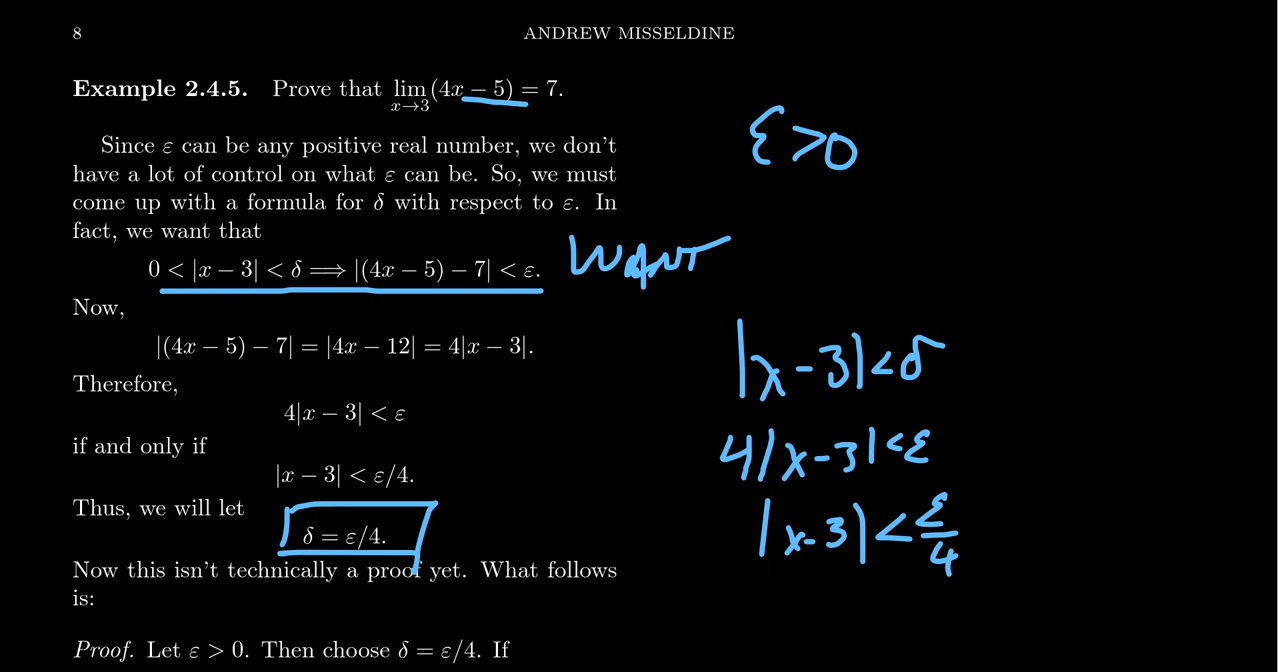 8 ANDREW MISSELDINE
Example 2.4.5. Prove that lim_{x→3} (4x − 5) = 7.
Since ε can be any positive real number, we don't
have a lot of control on what ε can be. So, we must
come up with a formula for δ with respect to ε. In
fact, we want that
0 < |x − 3| < δ ⟹ |(4x − 5) − 7| < ε.
Now,
|(4x − 5) − 7| = |4x − 12| = 4|x − 3|.
Therefore,
4|x − 3| < ε
if and only if
|x − 3| < ε/4.
Thus, we will let
δ = ε/4.
Now this isn't technically a proof yet. What follows
is:
Proof. Let ε > 0. Then choose δ = ε/4. If
ε > 0
Want
|x − 3| < δ
4|x − 3| < ε
|x − 3| < ε/4